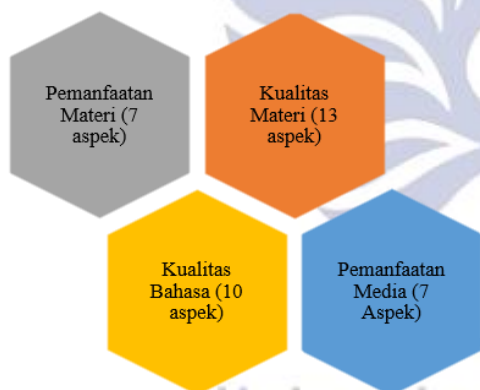 Pemanfaatan
Materi (7
aspek)
Kualitas
Materi (13
aspek)
Kualitas
Bahasa (10
aspek)
Pemanfaatan
Media (7
Aspek)